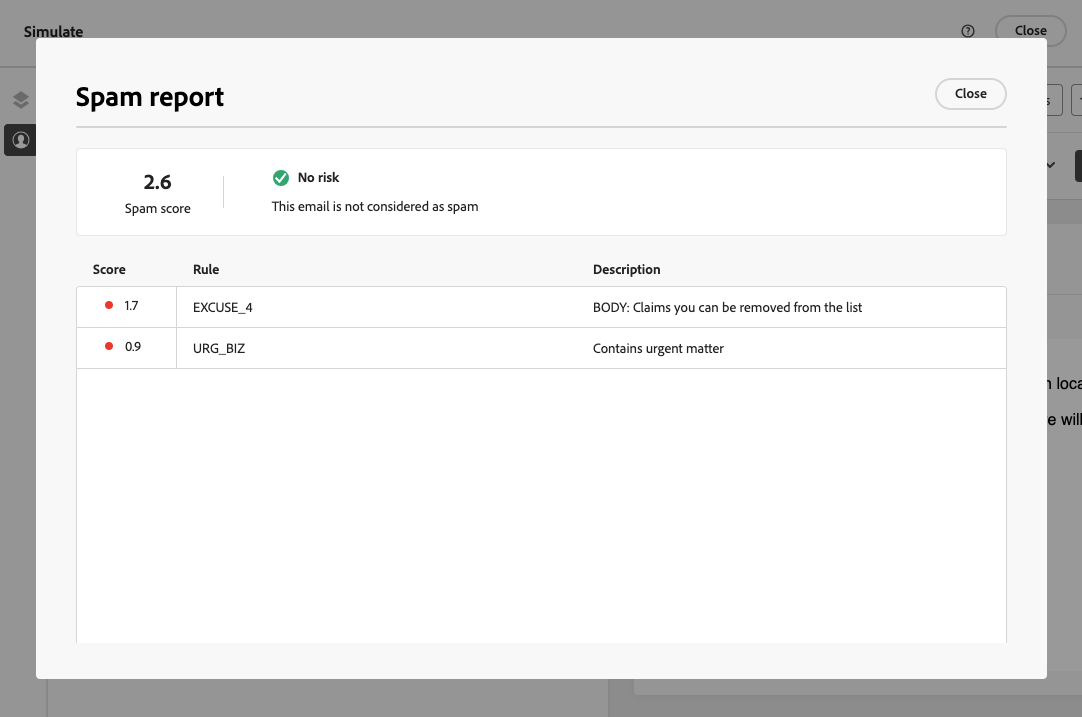 Simulate
Close
Spam report
Close
2.6
Spam score
No risk
This email is not considered as spam
Score Rule Description
1.7 EXCUSE_4 BODY: Claims you can be removed from the list
0.9 URG_BIZ Contains urgent matter
will